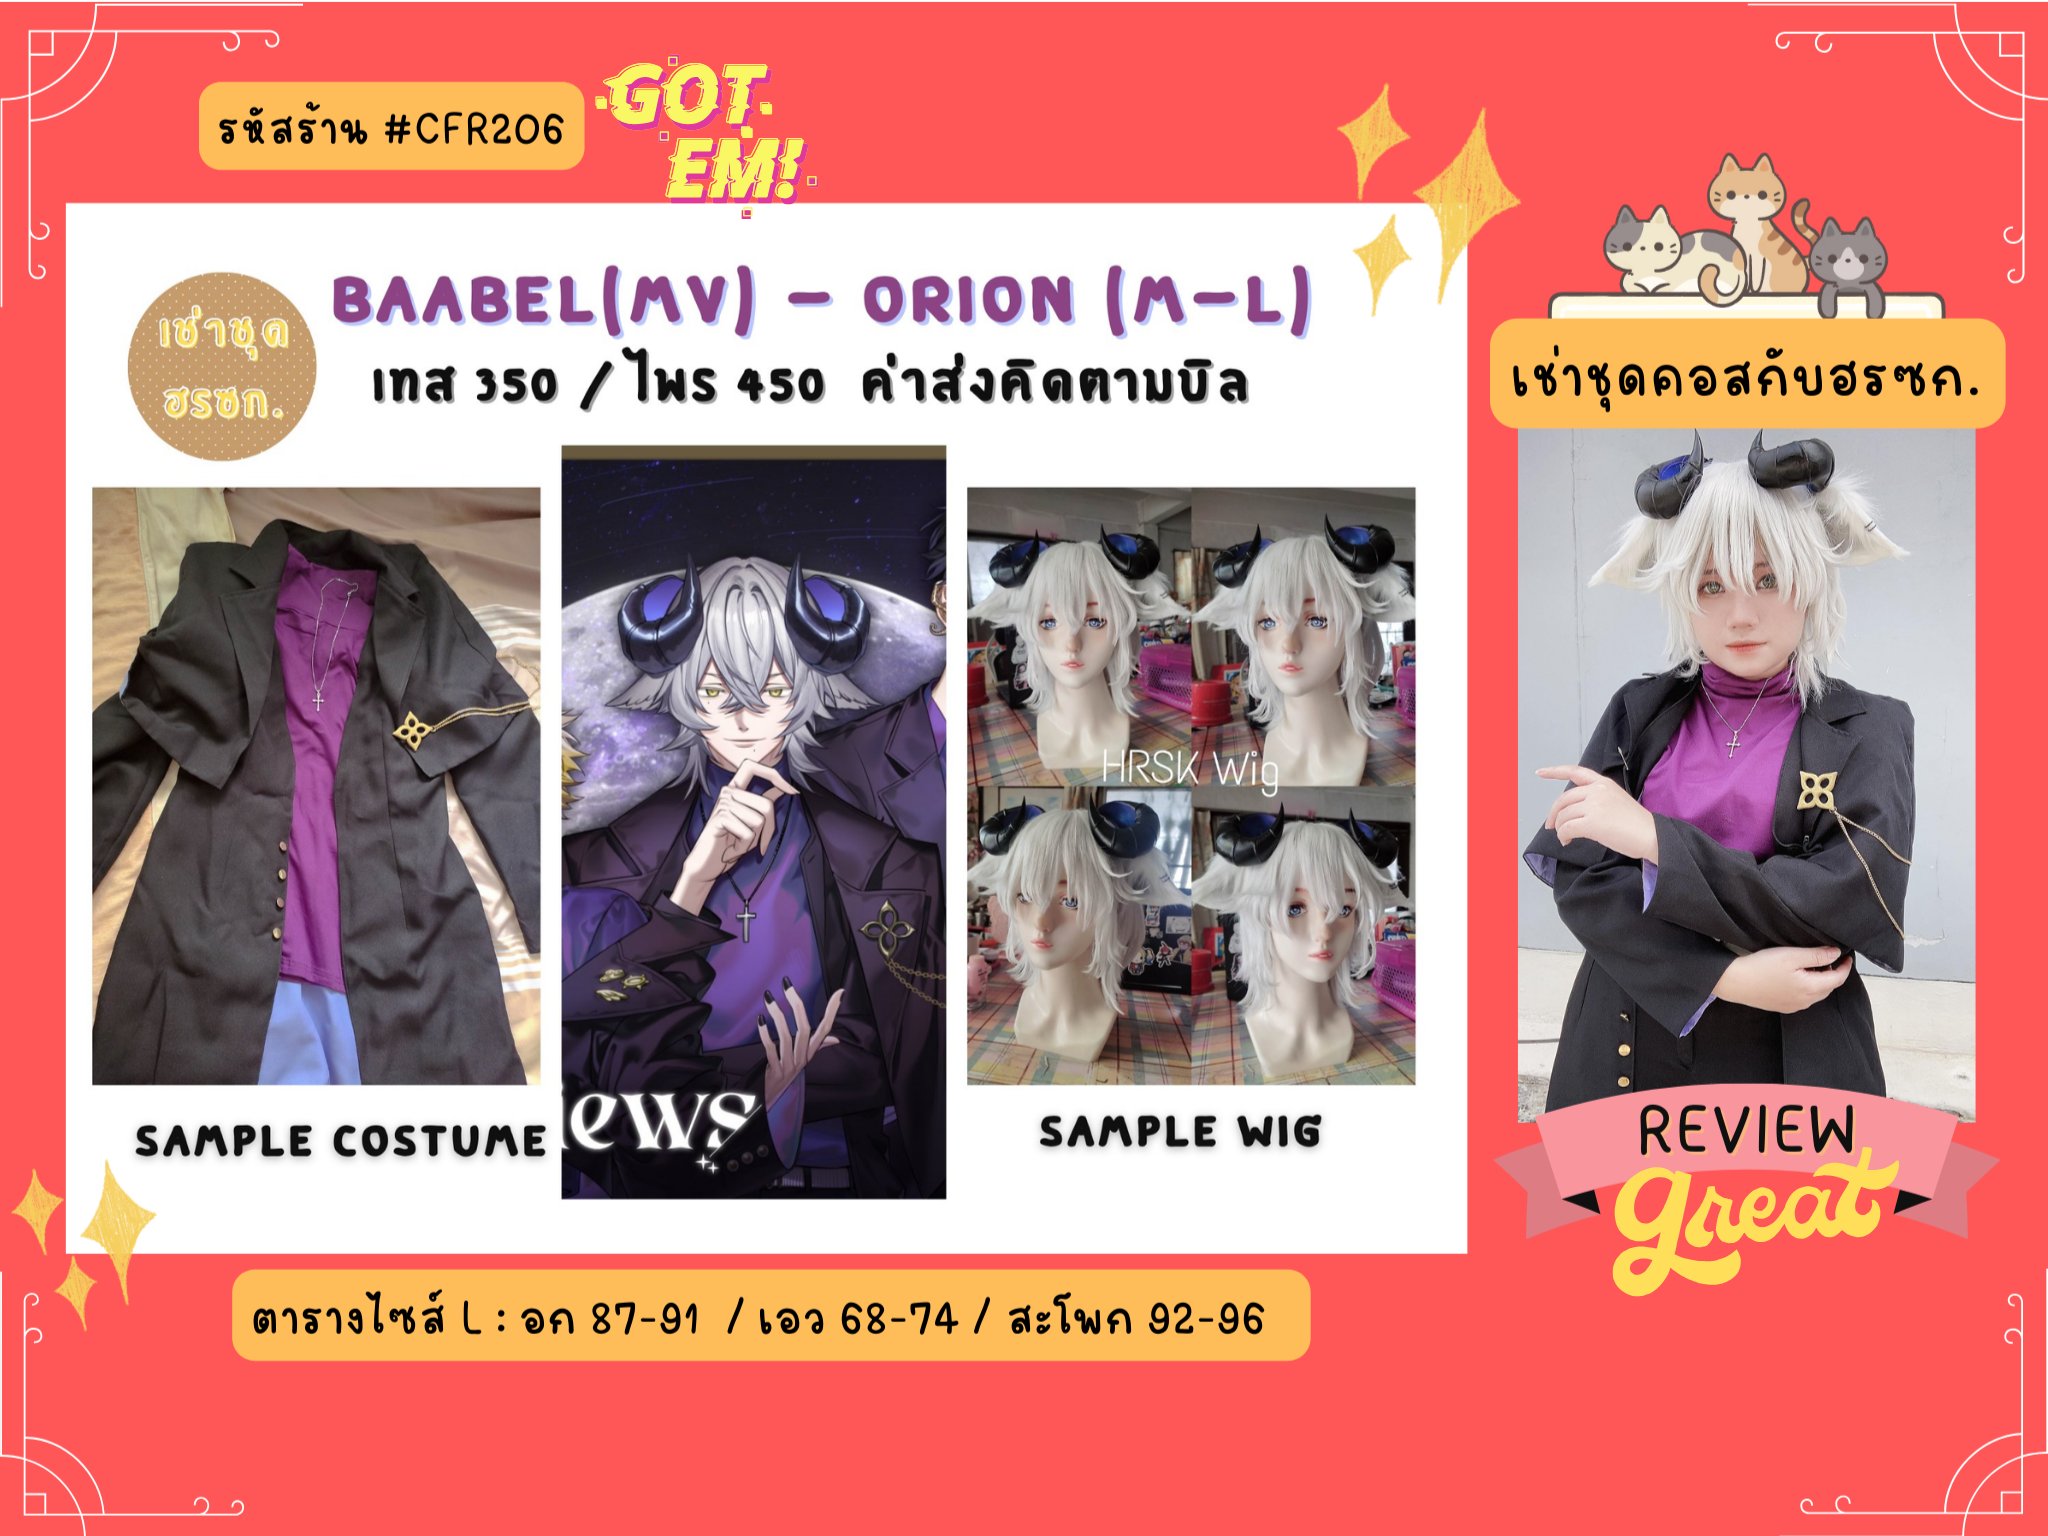 รหัสร้าน #CFR206
GOT
EM!
เช่าชุด
ฮรซก.
BAABEL(MV) - ORION (M-L)
เทส 350 / ไพร 450 ค่าส่งคิดตามบิล
เช่าชุดคอสกับฮรซก.
HRSK Wig
iews
SAMPLE COSTUME
SAMPLE WIG
REVIEW
great
ตารางไซส์ L : อก 87-91 / เอว 68-74 / สะโพก 92-96